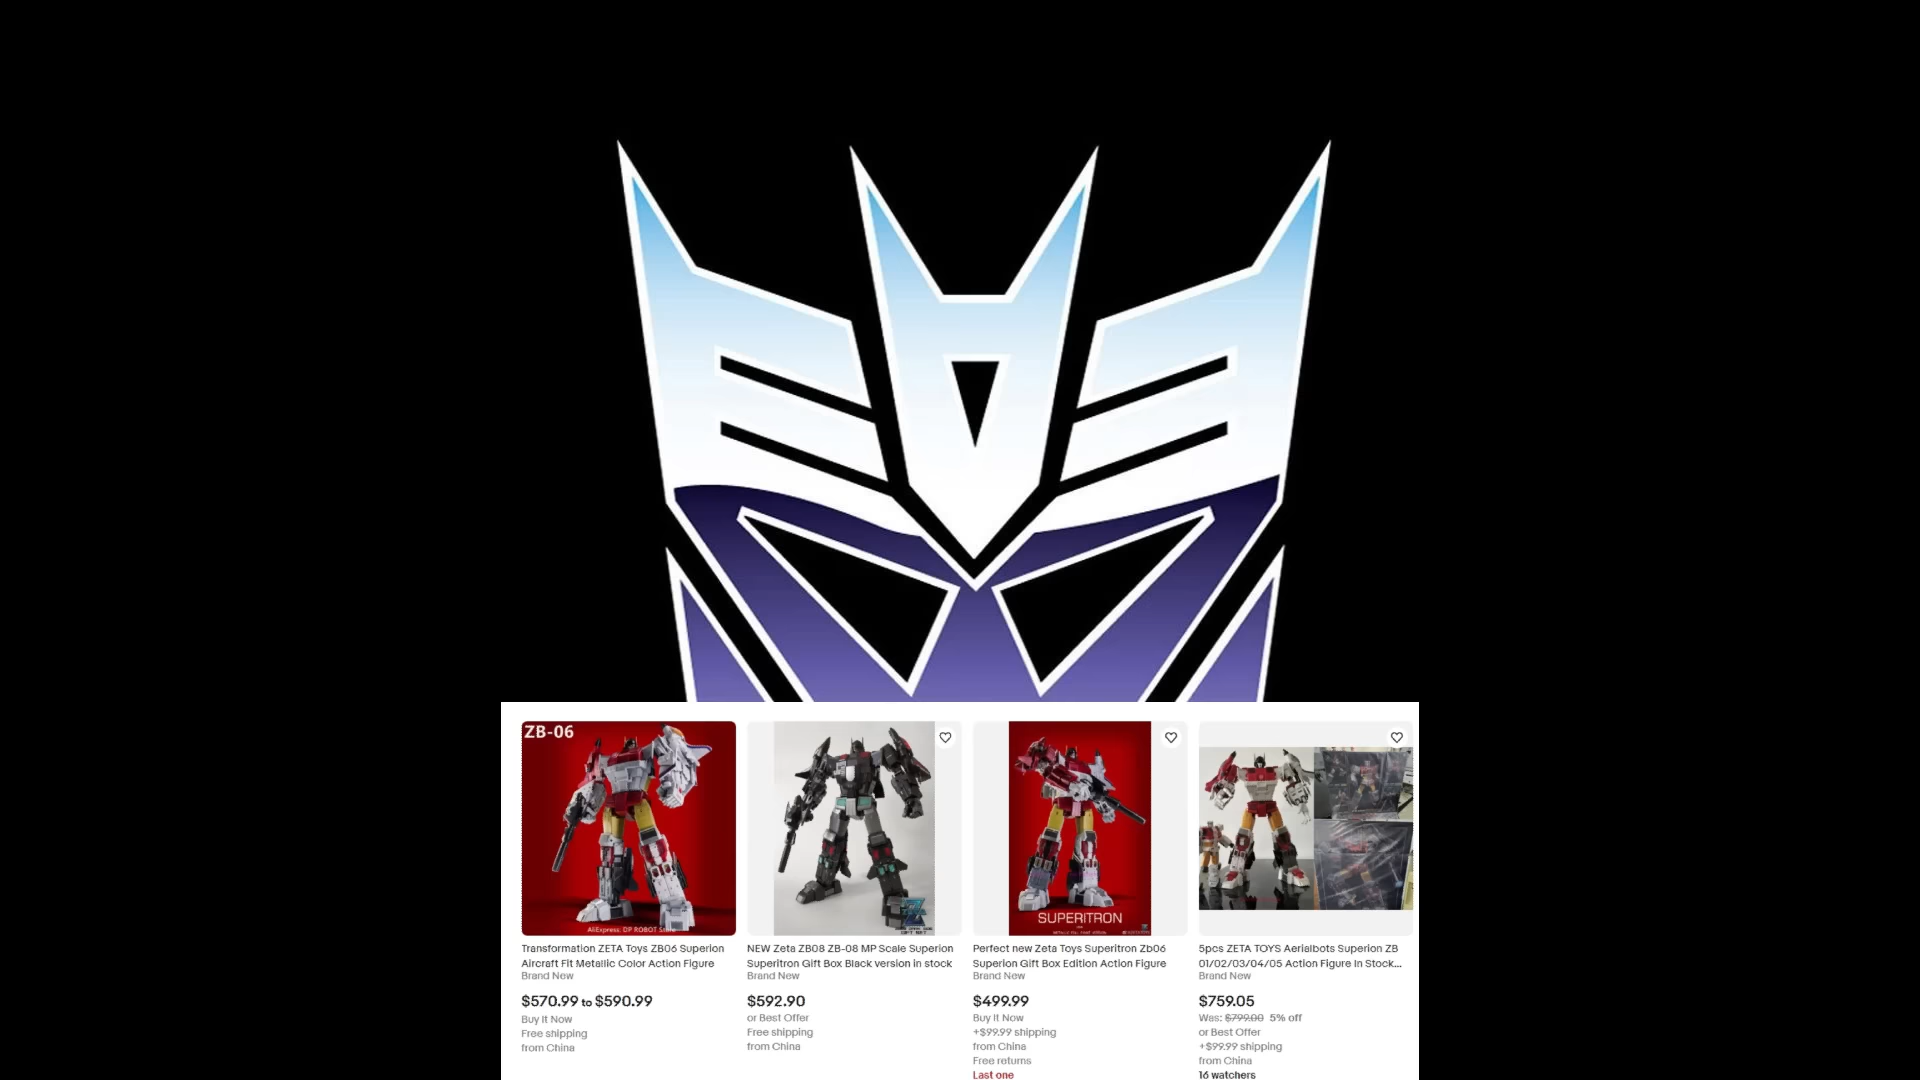 ZB-06
AliExpress: DP ROBOT Store
SUPERITRON
Transformation ZETA Toys ZB06 Superion
Aircraft Fit Metallic Color Action Figure
Brand New
$570.99 to $590.99
Buy It Now
Free shipping
from China
NEW Zeta ZB08 ZB-08 MP Scale Superion
Superitron Gift Box Black version in stock
Brand New
$592.90
or Best Offer
Free shipping
from China
Perfect new Zeta Toys Superitron Zb06
Superion Gift Box Edition Action Figure
Brand New
$499.99
Buy It Now
+$99.99 shipping
from China
Free returns
Last one
5pcs ZETA TOYS Aerialbots Superion ZB
01/02/03/04/05 Action Figure In Stock...
Brand New
$759.05
Was: $799.00 5% off
or Best Offer
+$99.99 shipping
from China
16 watchers